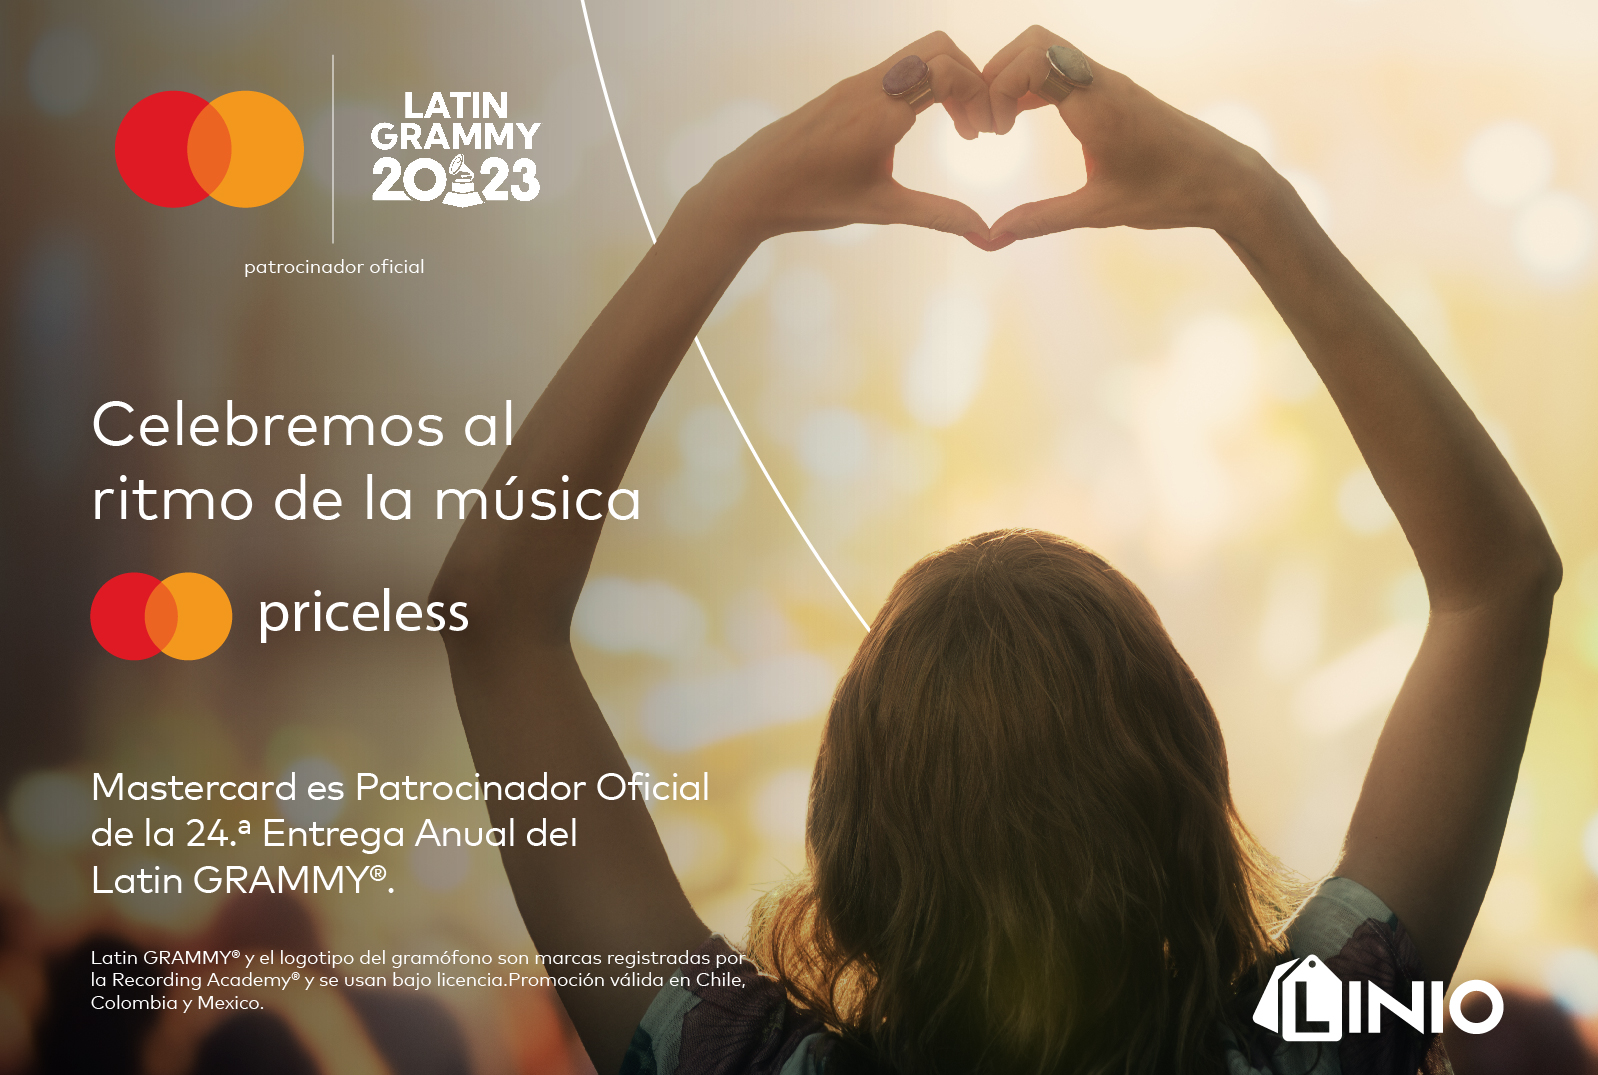 LATIN
GRAMMY
2023
patrocinador oficial
Celebremos al
ritmo de la música
priceless
Mastercard es Patrocinador Oficial
de la 24.ª Entrega Anual del
Latin GRAMMY®.
Latin GRAMMY® y el logotipo del gramófono son marcas registradas por
la Recording Academy® y se usan bajo licencia.Promoción válida en Chile,
Colombia y Mexico.
LINIO